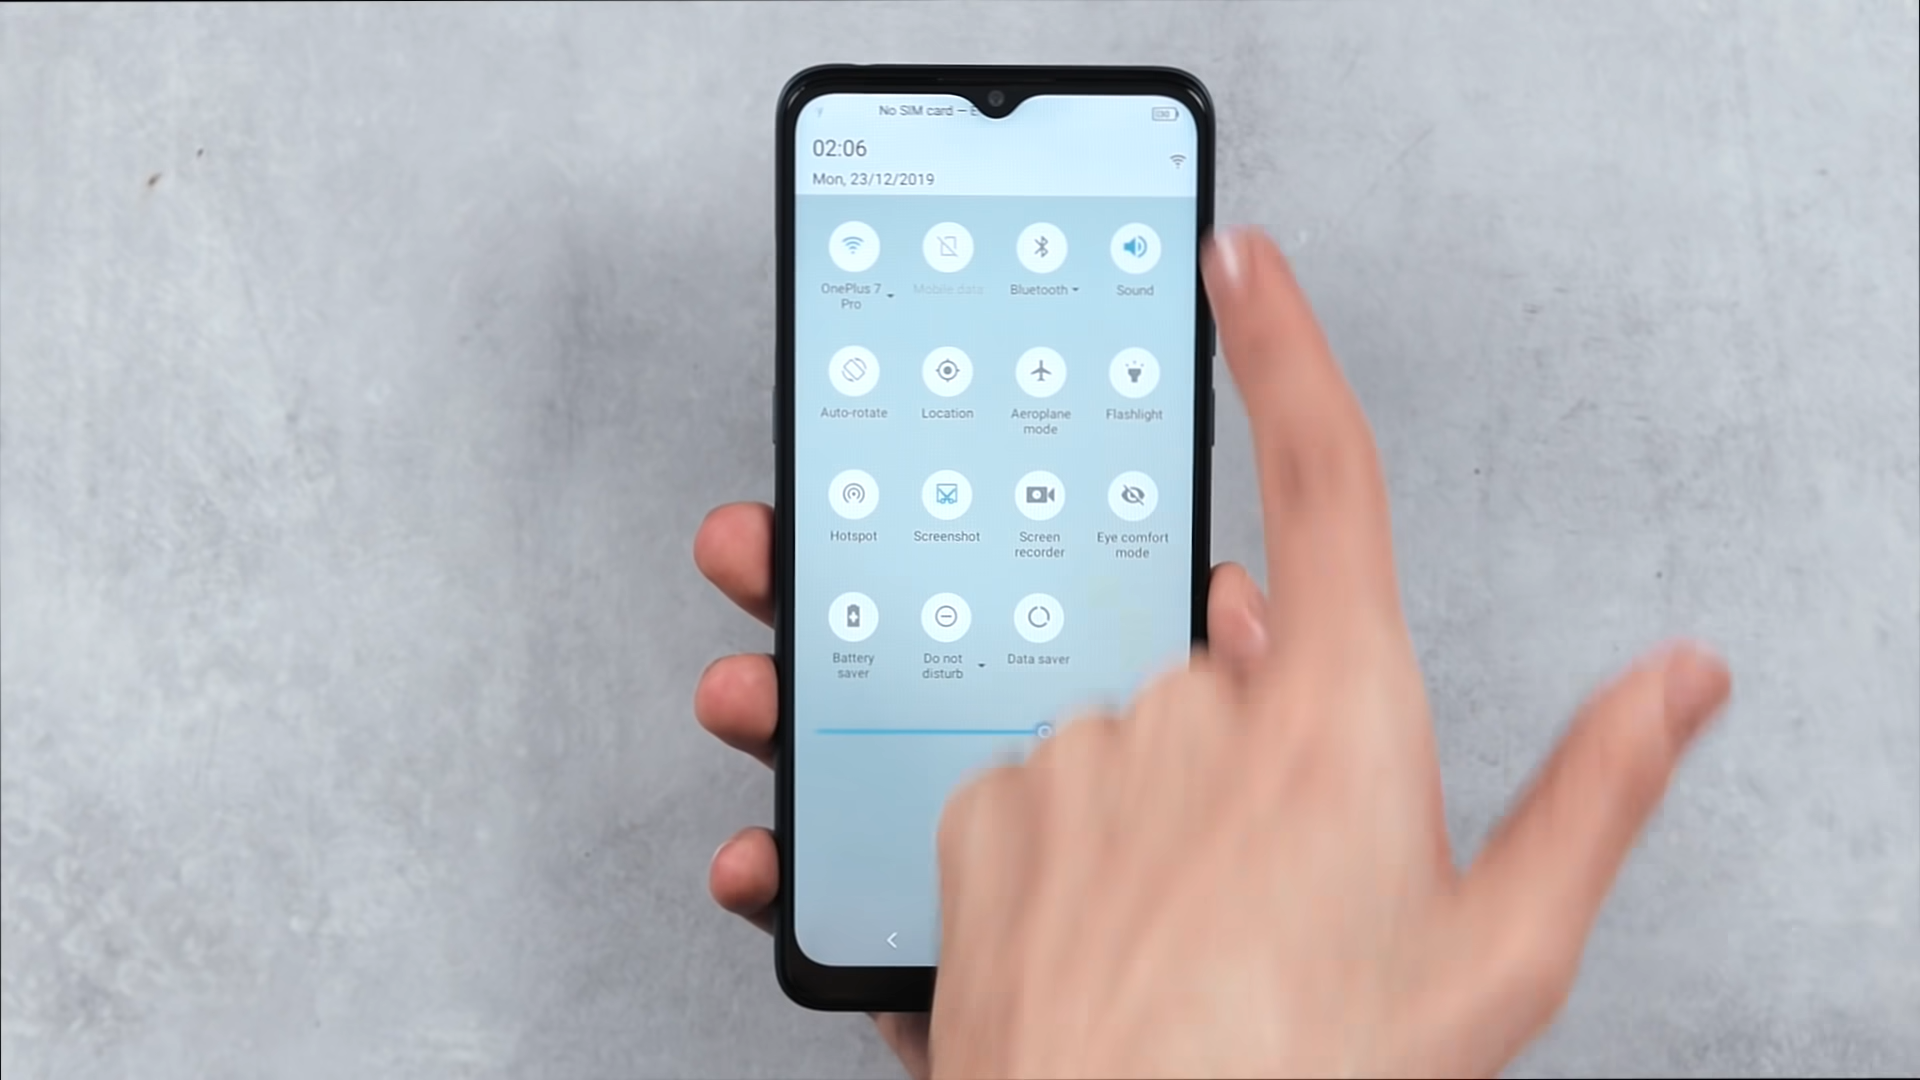 No SIM card — E
02:06
Mon, 23/12/2019
OnePlus 7
Pro
Mobile data
Bluetooth
Sound
Auto-rotate
Location
Aeroplane
mode
Flashlight
Hotspot
Screenshot
Screen
recorder
Eye comfort
mode
Battery
saver
Do not
disturb
Data saver